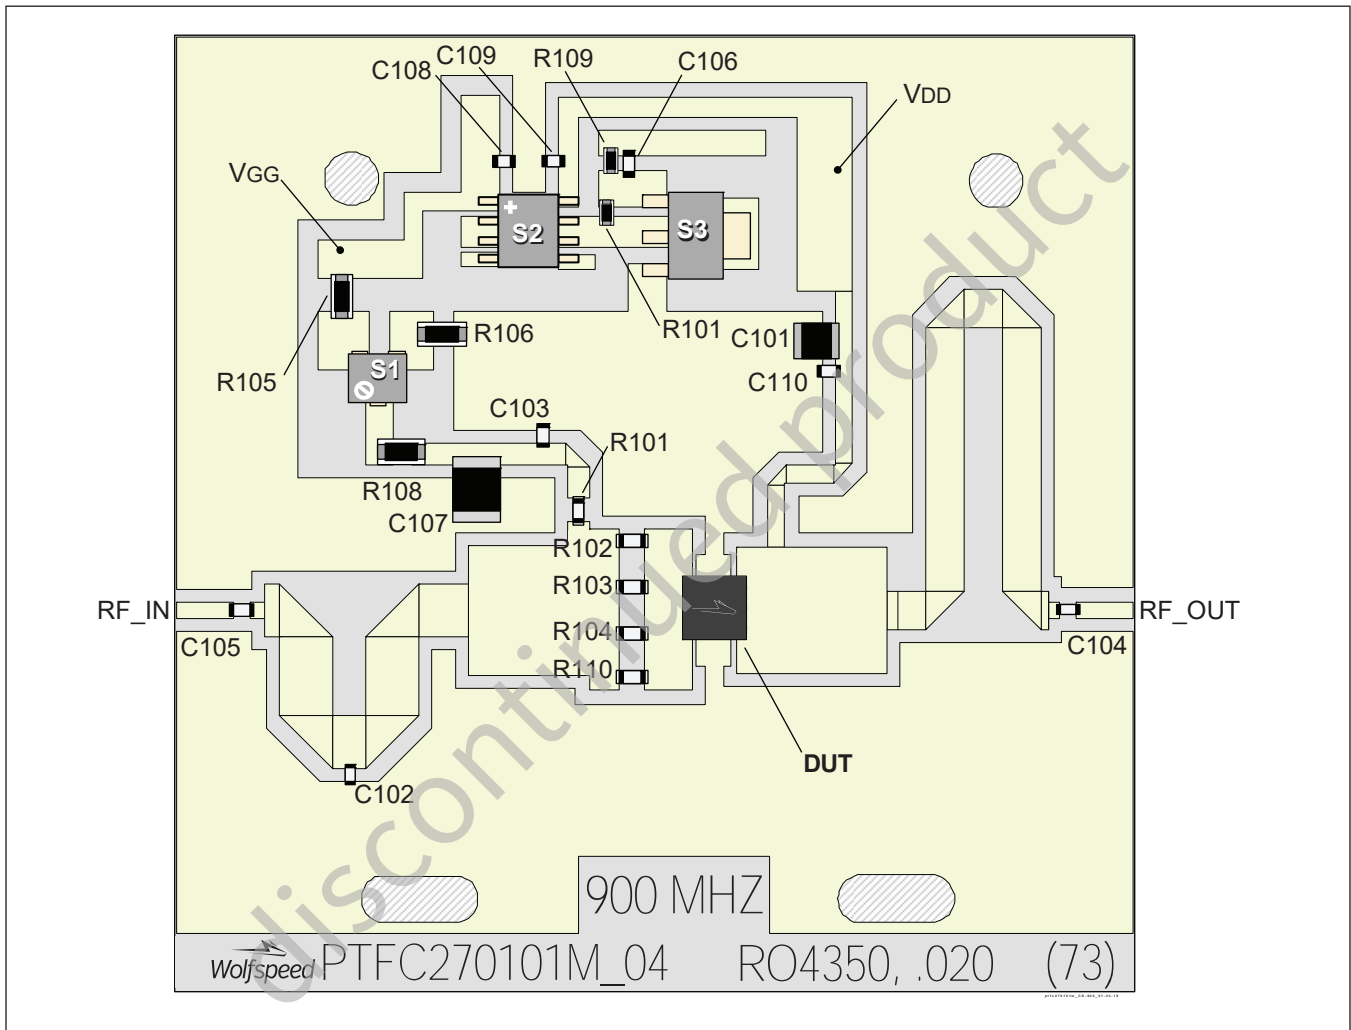 C109
R109
C106
C108
VDD
VGG
S2
S3
R101
R106
C101
S1
R105
C110
C103
R101
R108
C107
R102
R103
RF_IN
RF_OUT
R104
C105
C104
R110
DUT
C102
discontinued product
900 MHZ
Wolfspeed PTFC270101M_04 RO4350, .020 (73)